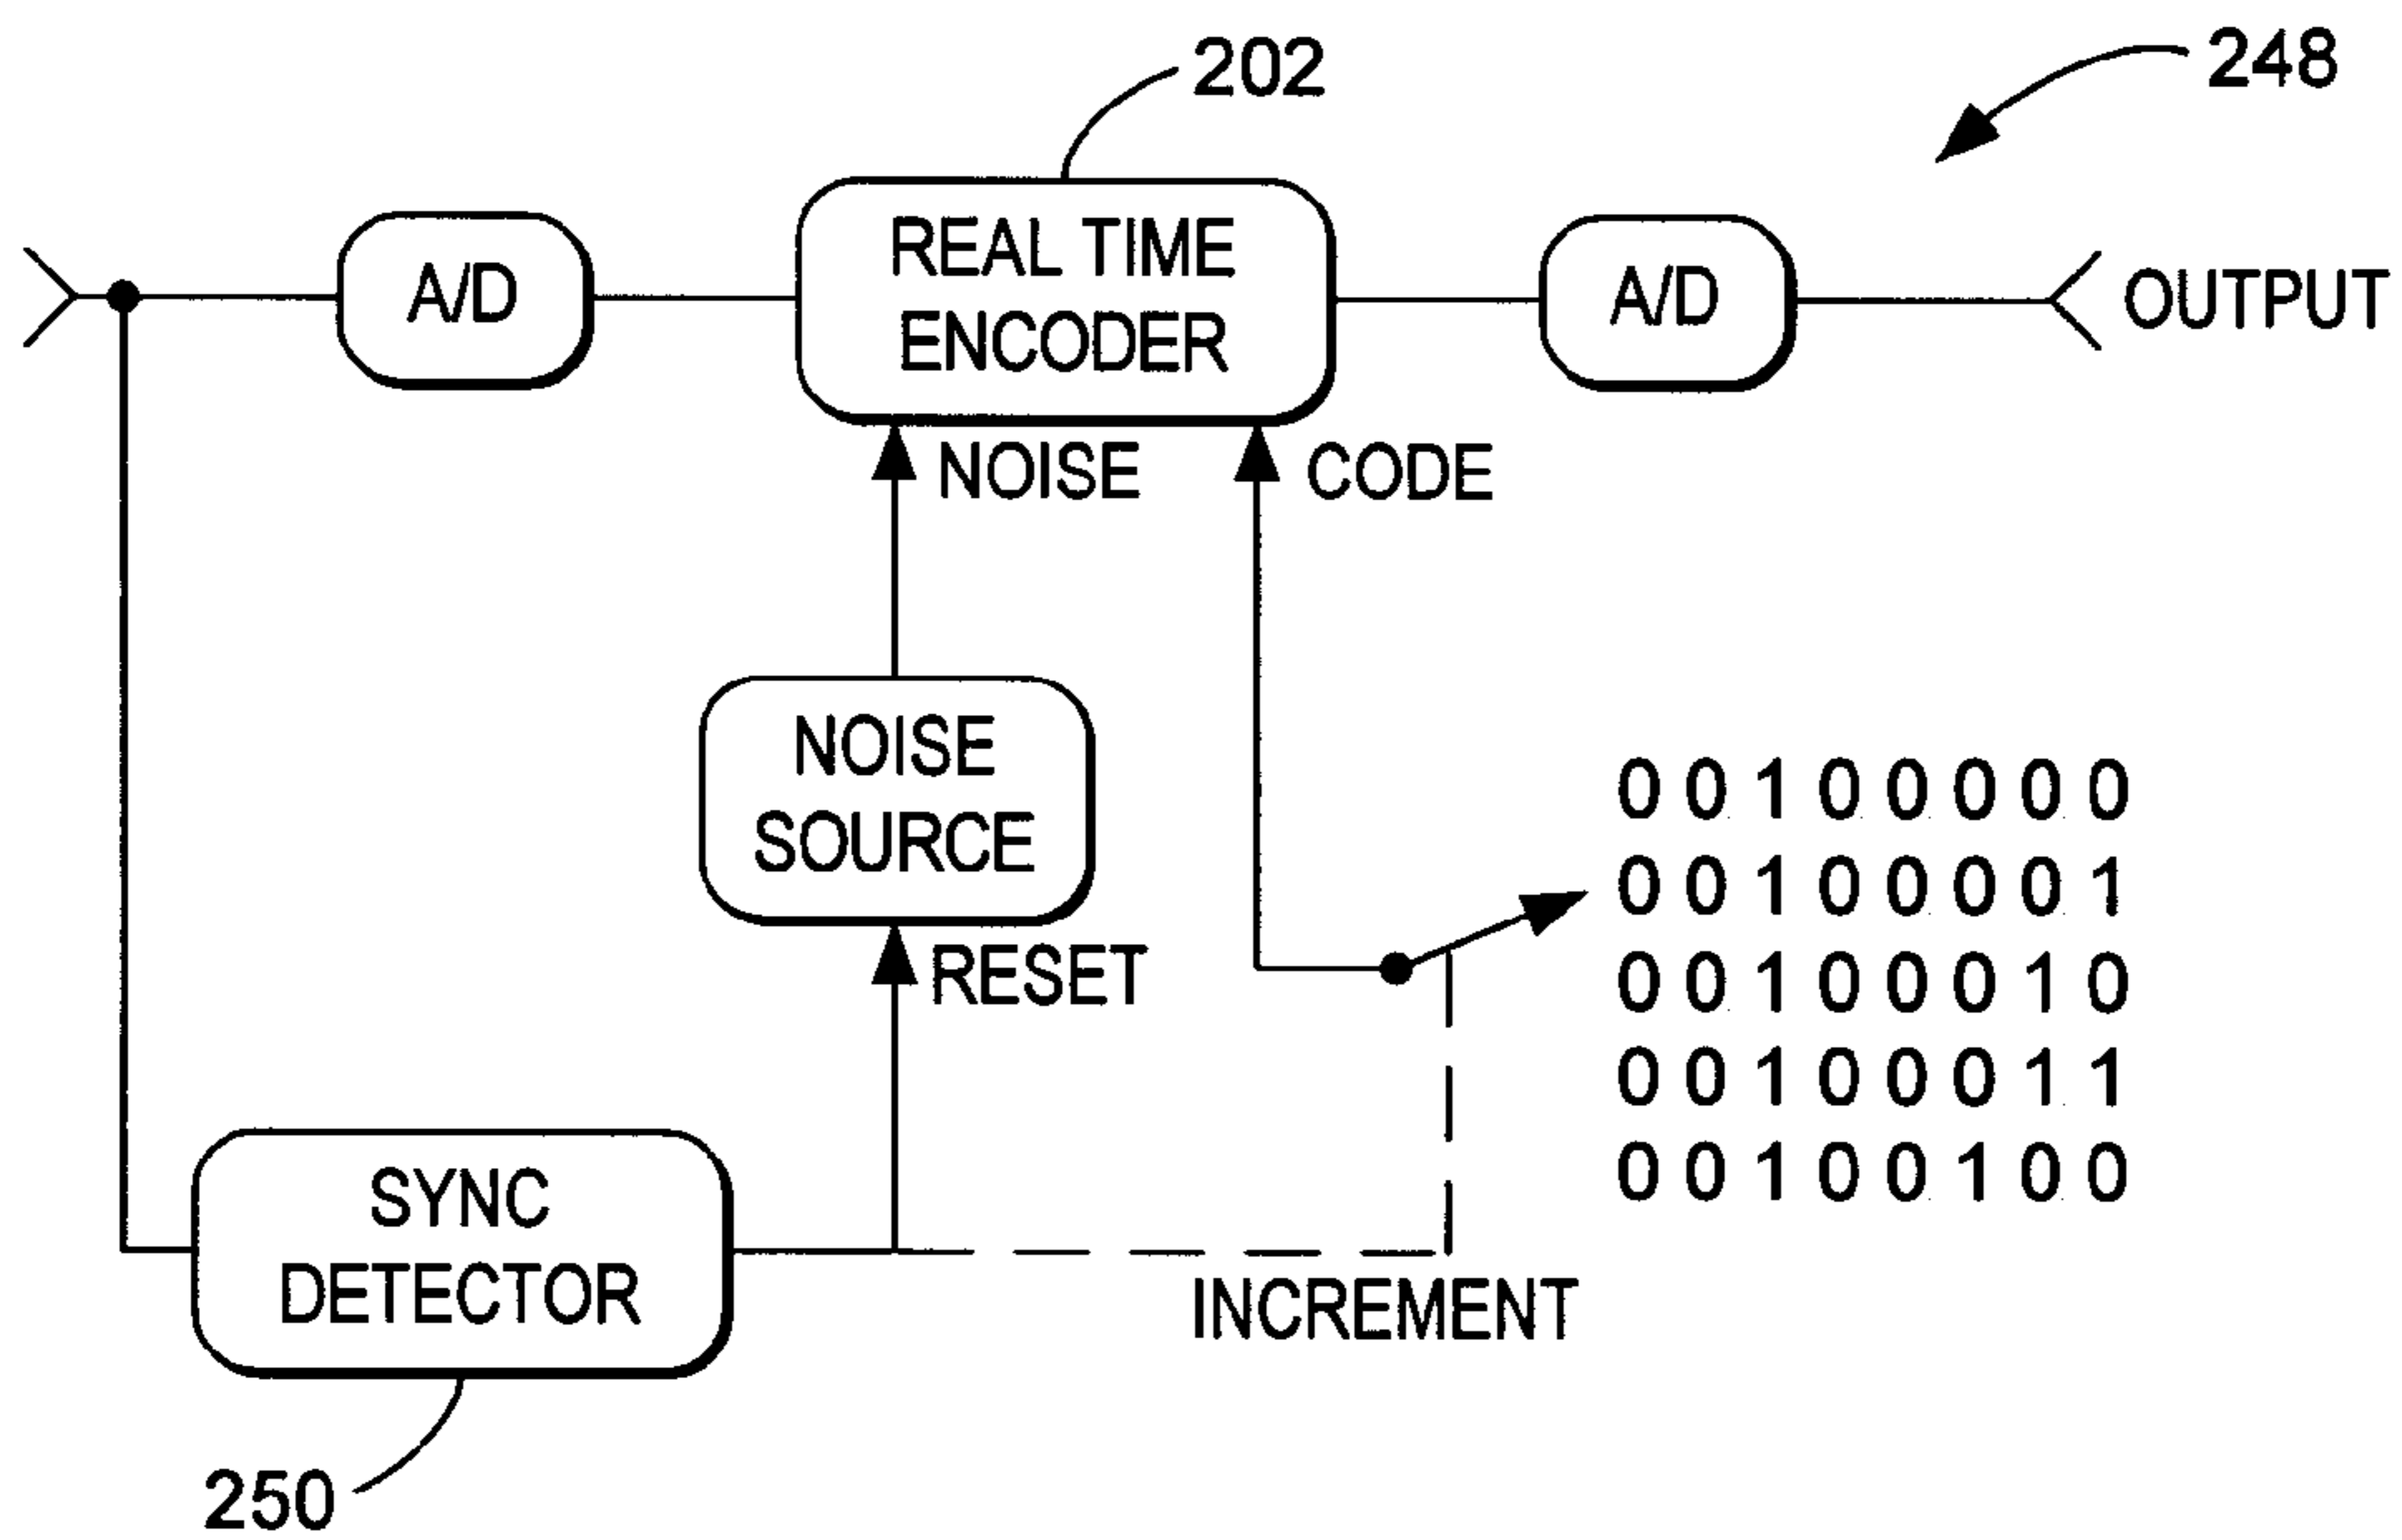 202
248
A/D
REAL TIME
ENCODER
A/D
OUTPUT
NOISE
CODE
NOISE
SOURCE
RESET
0 0 1 0 0 0 0 0
0 0 1 0 0 0 0 1
0 0 1 0 0 0 1 0
0 0 1 0 0 0 1 1
0 0 1 0 0 1 0 0
SYNC
DETECTOR
INCREMENT
250